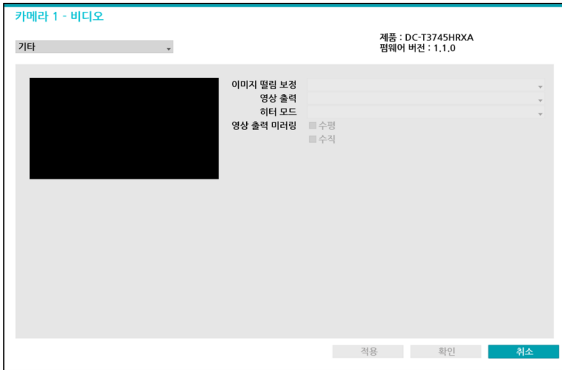 카메라 1 - 비디오
제품 : DC-T3745HRXA
기타
펌웨어 버전 : 1.1.0
이미지 떨림 보정
영상 출력
히터 모드
영상 출력 미러링 수평
수직
적용 확인 취소